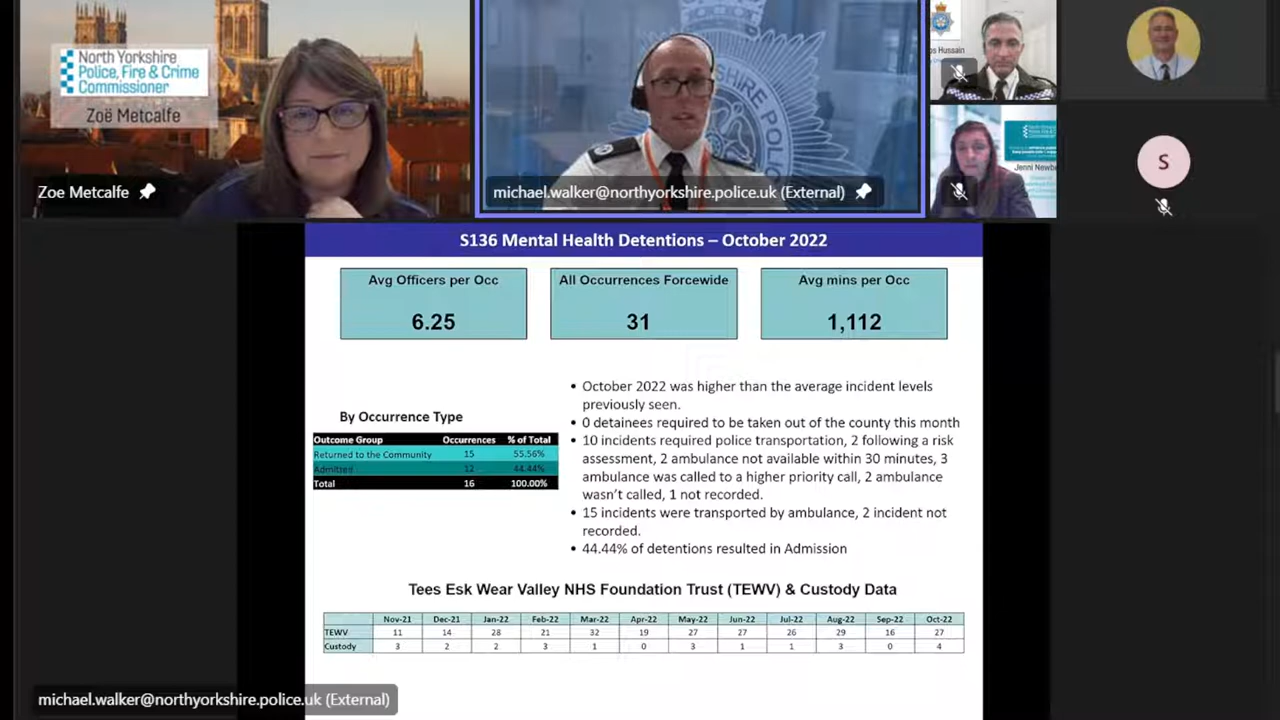 North Yorkshire
Police, Fire & Crime
Commissioner
Zoë Metcalfe
Zoe Metcalfe
michael.walker@northyorkshire.police.uk (External)
Hussain
Jenni Newbe
S
S136 Mental Health Detentions – October 2022
Avg Officers per Occ
6.25
All Occurrences Forcewide
31
Avg mins per Occ
1,112
• October 2022 was higher than the average incident levels
previously seen.
• 0 detainees required to be taken out of the county this month
• 10 incidents required police transportation, 2 following a risk
assessment, 2 ambulance not available within 30 minutes, 3
ambulance was called to a higher priority call, 2 ambulance
wasn't called, 1 not recorded.
• 15 incidents were transported by ambulance, 2 incident not
recorded.
• 44.44% of detentions resulted in Admission
By Occurrence Type
Outcome Group Occurrences % of Total
Returned to the Community 15 55.56%
Admitted 12 44.44%
Total 16 100.00%
Tees Esk Wear Valley NHS Foundation Trust (TEWV) & Custody Data
Nov-21 Dec-21 Jan-22 Feb-22 Mar-22 Apr-22 May-22 Jun-22 Jul-22 Aug-22 Sep-22 Oct-22
TEWV 11 14 28 21 32 19 27 27 26 29 16 27
Custody 3 2 2 3 1 0 3 1 1 3 0 4
michael.walker@northyorkshire.police.uk (External)